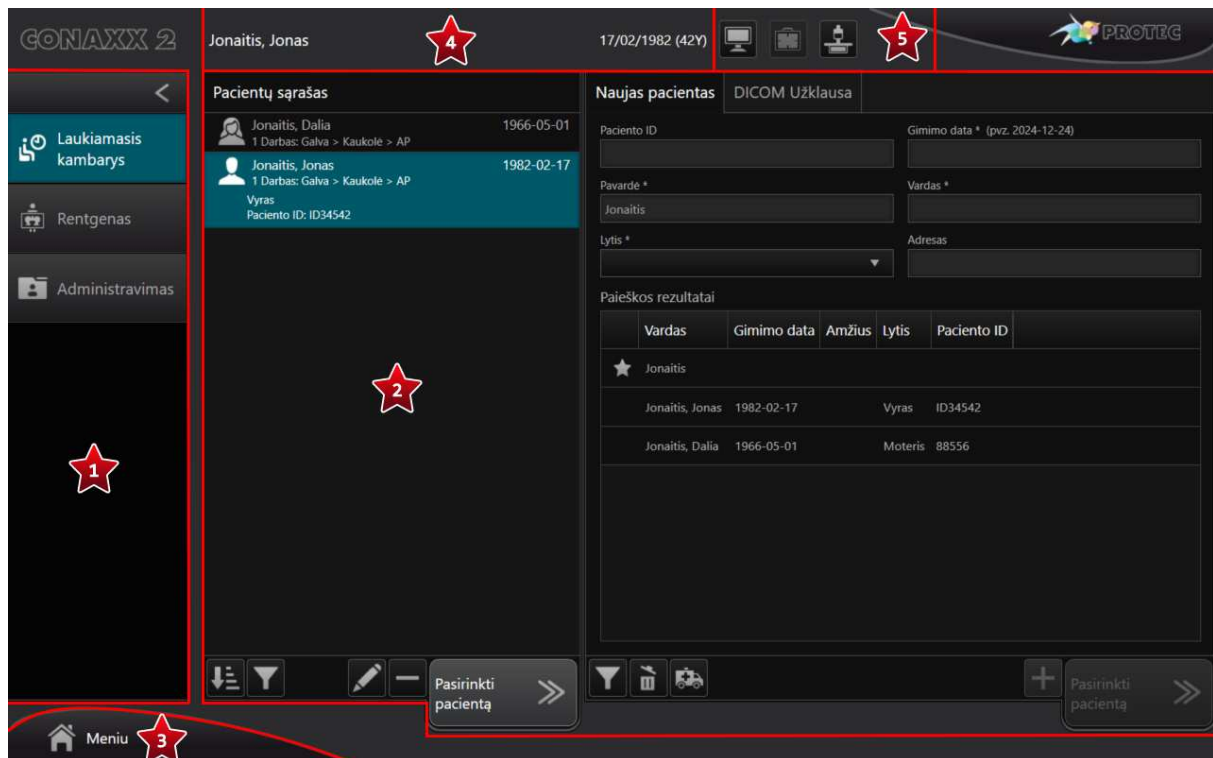 CONAXX 2
Jonaitis, Jonas
4
17/02/1982 (42Y)
5
PROTEC
Laukiamasis
kambarys
Rentgenas
Administravimas
1
Pacientų sąrašas
Jonaitis, Dalia 1966-05-01
1 Darbas: Galva > Kaukolė > AP
Jonaitis, Jonas 1982-02-17
1 Darbas: Galva > Kaukolė > AP
Vyras
Paciento ID: ID34542
2
Pasirinkti
pacientą
Naujas pacientas DICOM Užklausa
Paciento ID Gimimo data * (pvz. 2024-12-24)
Pavardė * Vardas *
Jonaitis
Lytis * Adresas
Paieškos rezultatai
Vardas Gimimo data Amžius Lytis Paciento ID
Jonaitis
Jonaitis, Jonas 1982-02-17 Vyras ID34542
Jonaitis, Dalia 1966-05-01 Moteris 88556
Pasirinkti
pacientą
Meniu
3